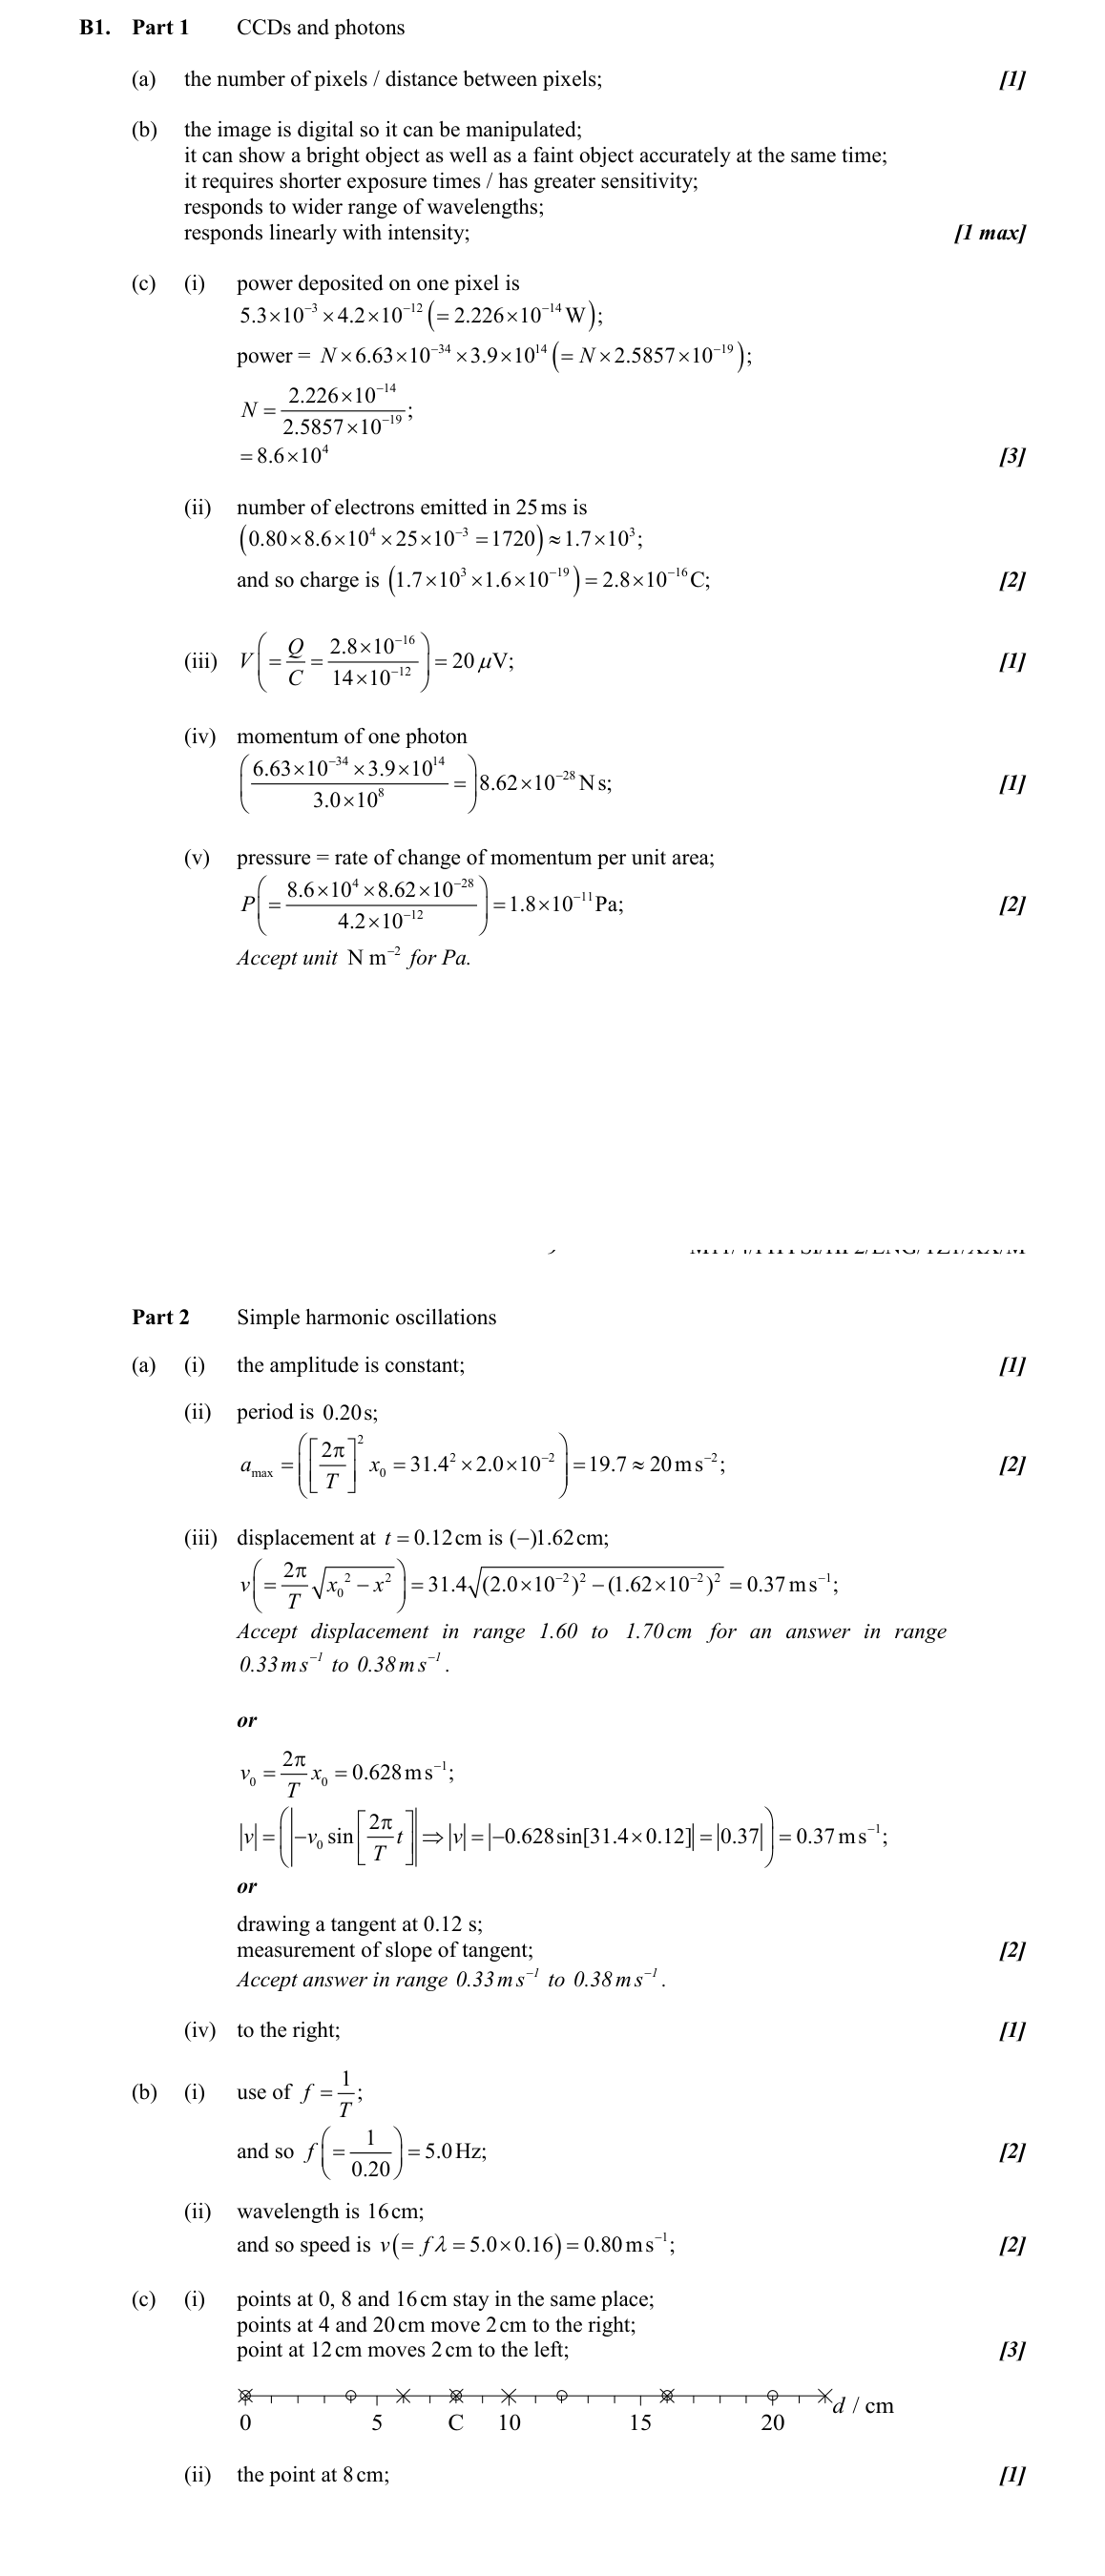 B1. Part 1 CCDs and photons
(a) the number of pixels / distance between pixels; [1]
(b) the image is digital so it can be manipulated;
it can show a bright object as well as a faint object accurately at the same time;
it requires shorter exposure times / has greater sensitivity;
responds to wider range of wavelengths;
responds linearly with intensity; [1 max]
(c) (i) power deposited on one pixel is
5.3×10⁻³ ×4.2×10⁻¹² (= 2.226×10⁻¹⁴ W);
power = N×6.63×10⁻³⁴ ×3.9×10¹⁴ (= N×2.5857×10⁻¹⁹);
N = 2.226×10⁻¹⁴ / 2.5857×10⁻¹⁹;
= 8.6×10⁴ [3]
(ii) number of electrons emitted in 25 ms is
(0.80×8.6×10⁴ ×25×10⁻³ = 1720) ≈ 1.7×10³;
and so charge is (1.7×10³ ×1.6×10⁻¹⁹) = 2.8×10⁻¹⁶ C; [2]
(iii) V (= Q/C = 2.8×10⁻¹⁶ / 14×10⁻¹²) = 20 μV; [1]
(iv) momentum of one photon
(6.63×10⁻³⁴ ×3.9×10¹⁴ / 3.0×10⁸ =) 8.62×10⁻²⁸ N s; [1]
(v) pressure = rate of change of momentum per unit area;
P (= 8.6×10⁴ ×8.62×10⁻²⁸ / 4.2×10⁻¹²) = 1.8×10⁻¹¹ Pa; [2]
Accept unit N m⁻² for Pa.
Part 2 Simple harmonic oscillations
(a) (i) the amplitude is constant; [1]
(ii) period is 0.20 s;
a_max = ([2π/T]² x₀ = 31.4² ×2.0×10⁻²) = 19.7 ≈ 20 m s⁻²; [2]
(iii) displacement at t = 0.12 cm is (−)1.62 cm;
v (= 2π/T √(x₀² − x²)) = 31.4√((2.0×10⁻²)² − (1.62×10⁻²)²) = 0.37 m s⁻¹;
Accept displacement in range 1.60 to 1.70 cm for an answer in range
0.33 m s⁻¹ to 0.38 m s⁻¹.
or
v₀ = 2π/T x₀ = 0.628 m s⁻¹;
|v| = (|−v₀ sin[2π/T t]| ⇒ |v| = |−0.628 sin[31.4×0.12]| = |0.37|) = 0.37 m s⁻¹;
or
drawing a tangent at 0.12 s;
measurement of slope of tangent; [2]
Accept answer in range 0.33 m s⁻¹ to 0.38 m s⁻¹.
(iv) to the right; [1]
(b) (i) use of f = 1/T;
and so f (= 1/0.20) = 5.0 Hz; [2]
(ii) wavelength is 16 cm;
and so speed is v (= fλ = 5.0×0.16) = 0.80 m s⁻¹; [2]
(c) (i) points at 0, 8 and 16 cm stay in the same place;
points at 4 and 20 cm move 2 cm to the right;
point at 12 cm moves 2 cm to the left; [3]
d / cm
0 5 C 10 15 20
(ii) the point at 8 cm; [1]